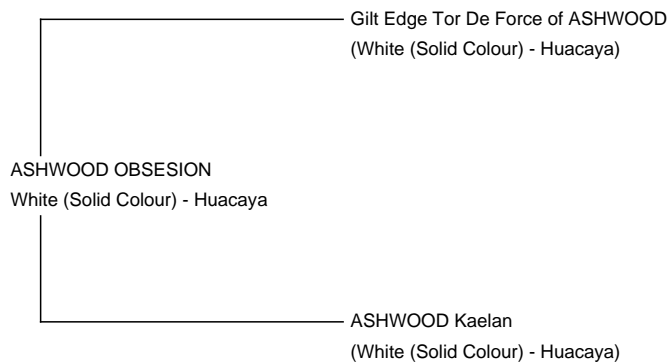 Gilt Edge Tor De Force of ASHWOOD
(White (Solid Colour) - Huacaya)
ASHWOOD OBSESION
White (Solid Colour) - Huacaya
ASHWOOD Kaelan
(White (Solid Colour) - Huacaya)